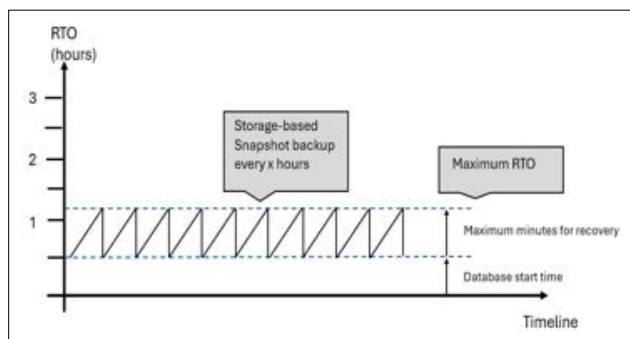 RTO
(hours)
3
Storage-based
Snapshot backup
every x hours
2
Maximum RTO
1
Maximum minutes for recovery
Database start time
Timeline